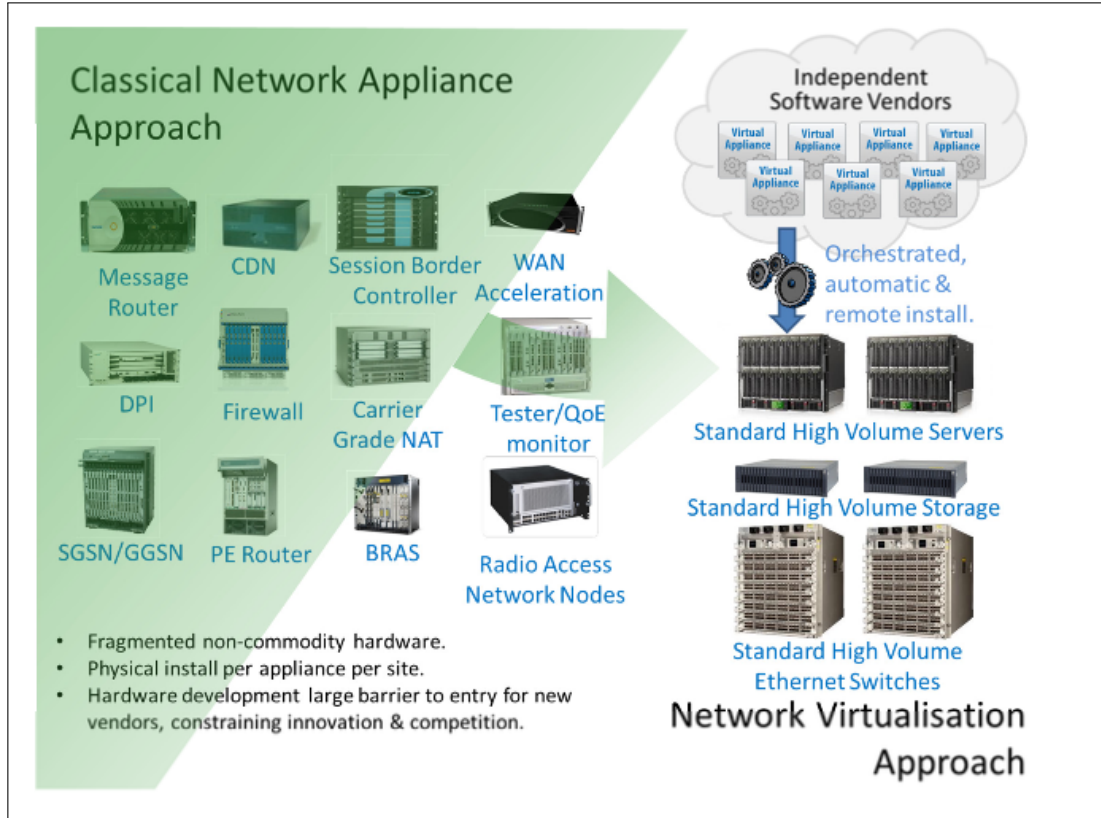 Classical Network Appliance
Approach
Message
Router
CDN
Session Border
Controller
WAN
Acceleration
DPI
Firewall
Carrier
Grade NAT
Tester/QoE
monitor
SGSN/GGSN
PE Router
BRAS
Radio Access
Network Nodes
• Fragmented non-commodity hardware.
• Physical install per appliance per site.
• Hardware development large barrier to entry for new
vendors, constraining innovation & competition.
Independent
Software Vendors
Virtual
Appliance
Virtual
Appliance
Virtual
Appliance
Virtual
Appliance
Virtual
Appliance
Virtual
Appliance
Virtual
Appliance
Orchestrated,
automatic &
remote install.
Standard High Volume Servers
Standard High Volume Storage
Standard High Volume
Ethernet Switches
Network Virtualisation
Approach